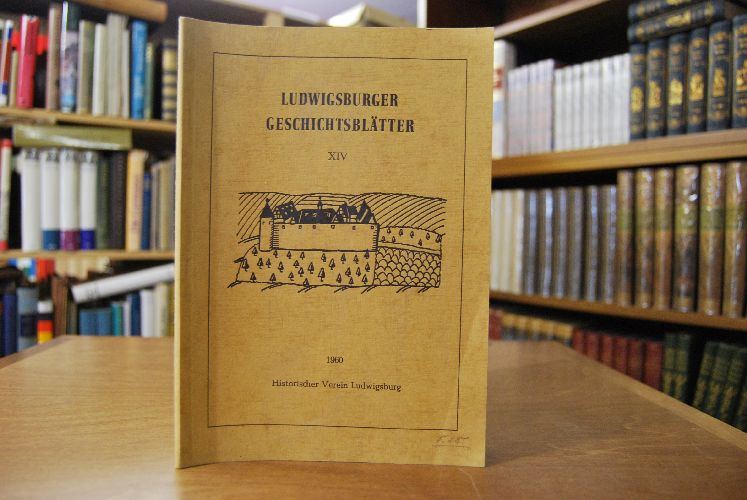 LUDWIGSBURGER
GESCHICHTSBLÄTTER
XIV
1960
Historischer Verein Ludwigsburg